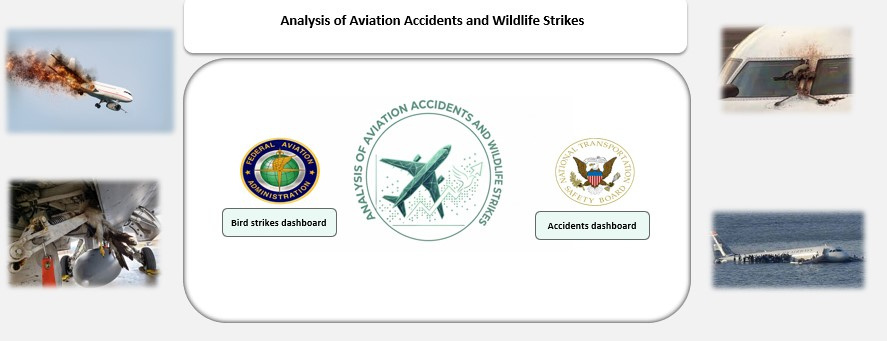 Analysis of Aviation Accidents and Wildlife Strikes
ANALYSIS OF AVIATION ACCIDENTS AND WILDLIFE STRIKES
FEDERAL AVIATION
ADMINISTRATION
NATIONAL TRANSPORTATION
SAFETY BOARD
Bird strikes dashboard
Accidents dashboard